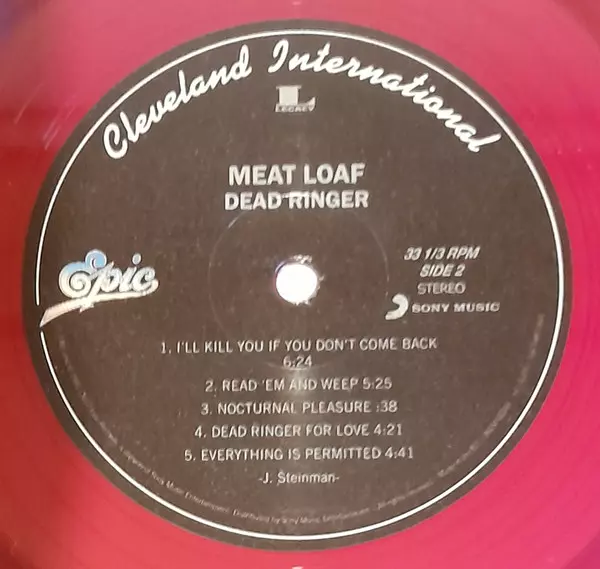 Cleveland International
L
LEGACY
MEAT LOAF
DEAD RINGER
33 1/3 RPM
SIDE 2
STEREO
SONY MUSIC
Epic
1. I'LL KILL YOU IF YOU DON'T COME BACK
6:24
2. READ 'EM AND WEEP 5:25
3. NOCTURNAL PLEASURE :38
4. DEAD RINGER FOR LOVE 4:21
5. EVERYTHING IS PERMITTED 4:41
-J. Steinman-